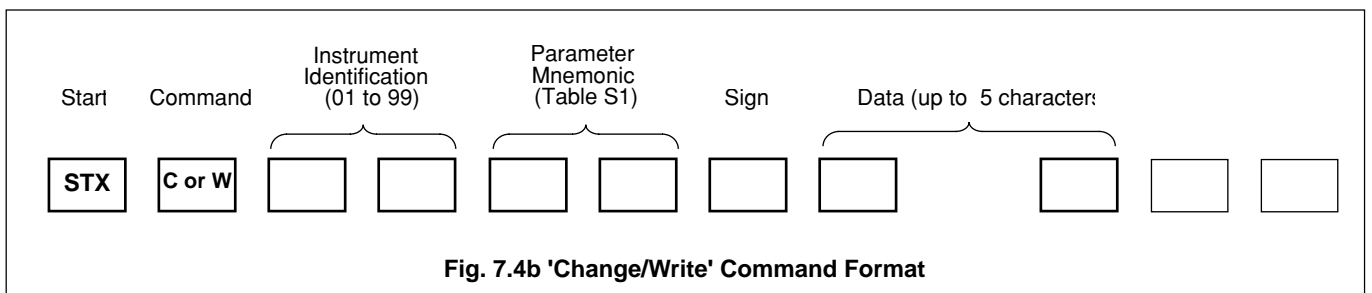 Start
Command
Instrument
Identification
(01 to 99)
Parameter
Mnemonic
(Table S1)
Sign
Data (up to 5 characters
STX
C or W
Fig. 7.4b 'Change/Write' Command Format